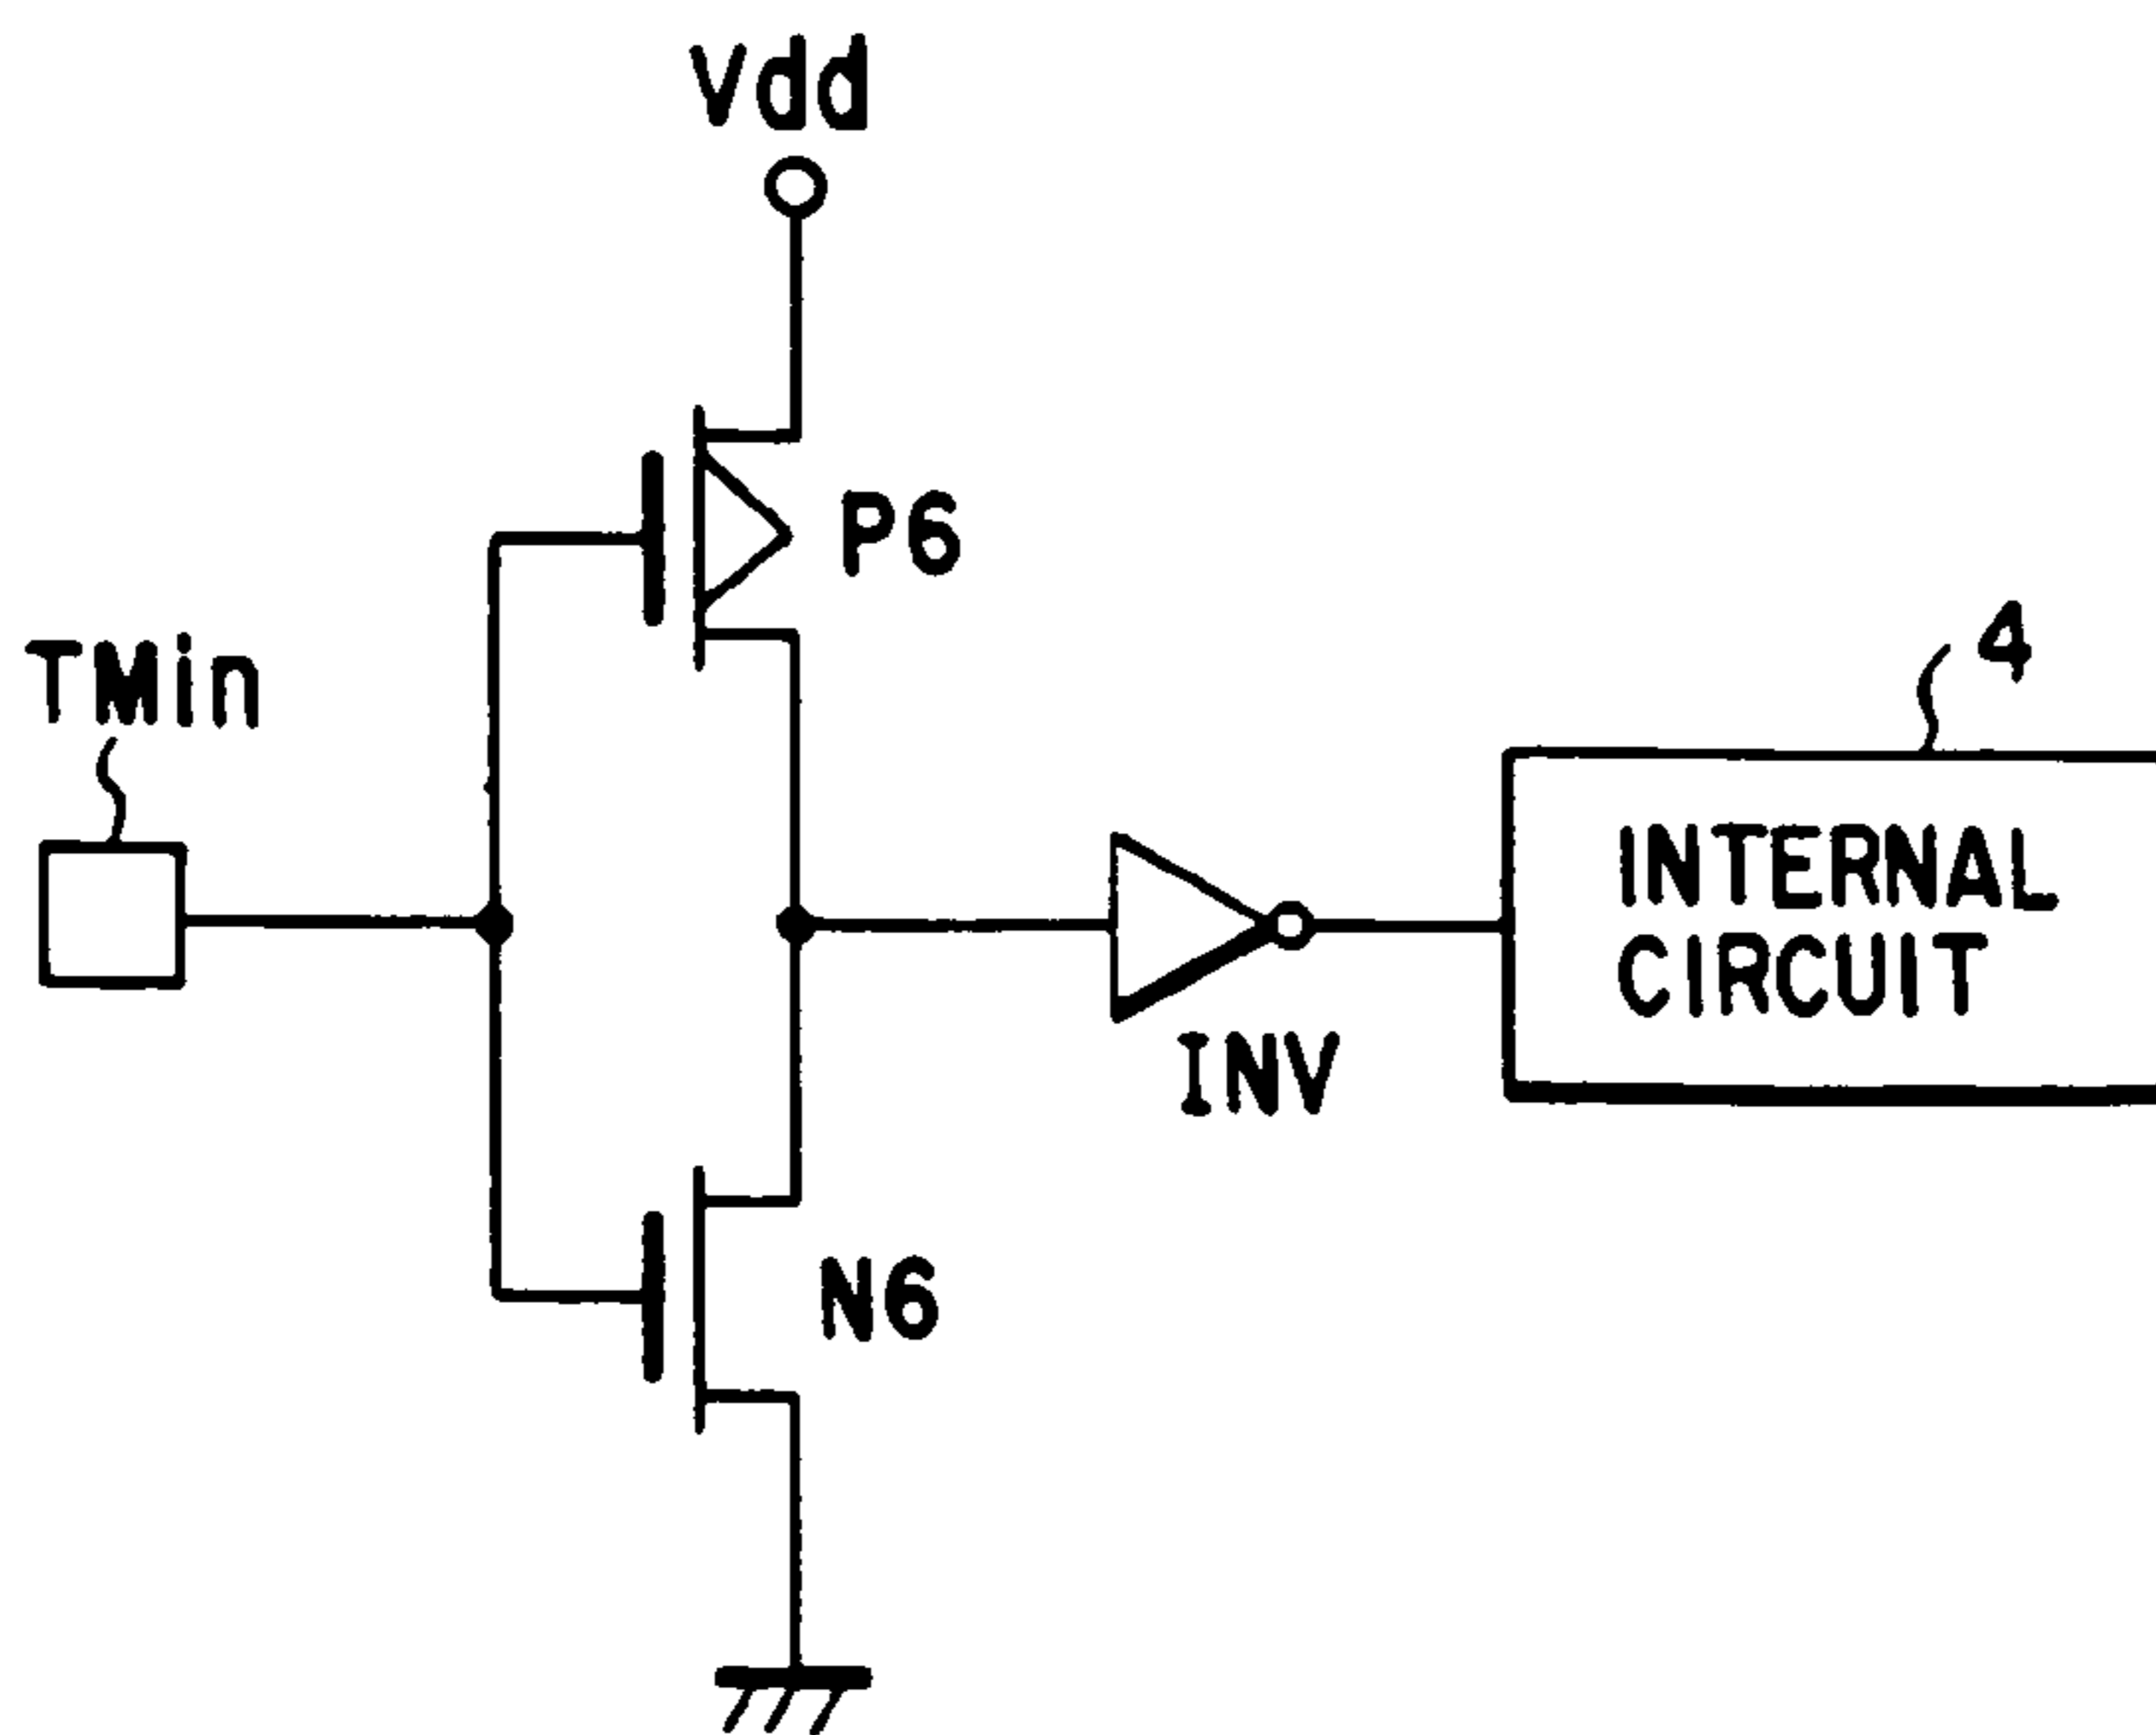 Vdd
P6
TMin
4
INTERNAL
CIRCUIT
INV
N6